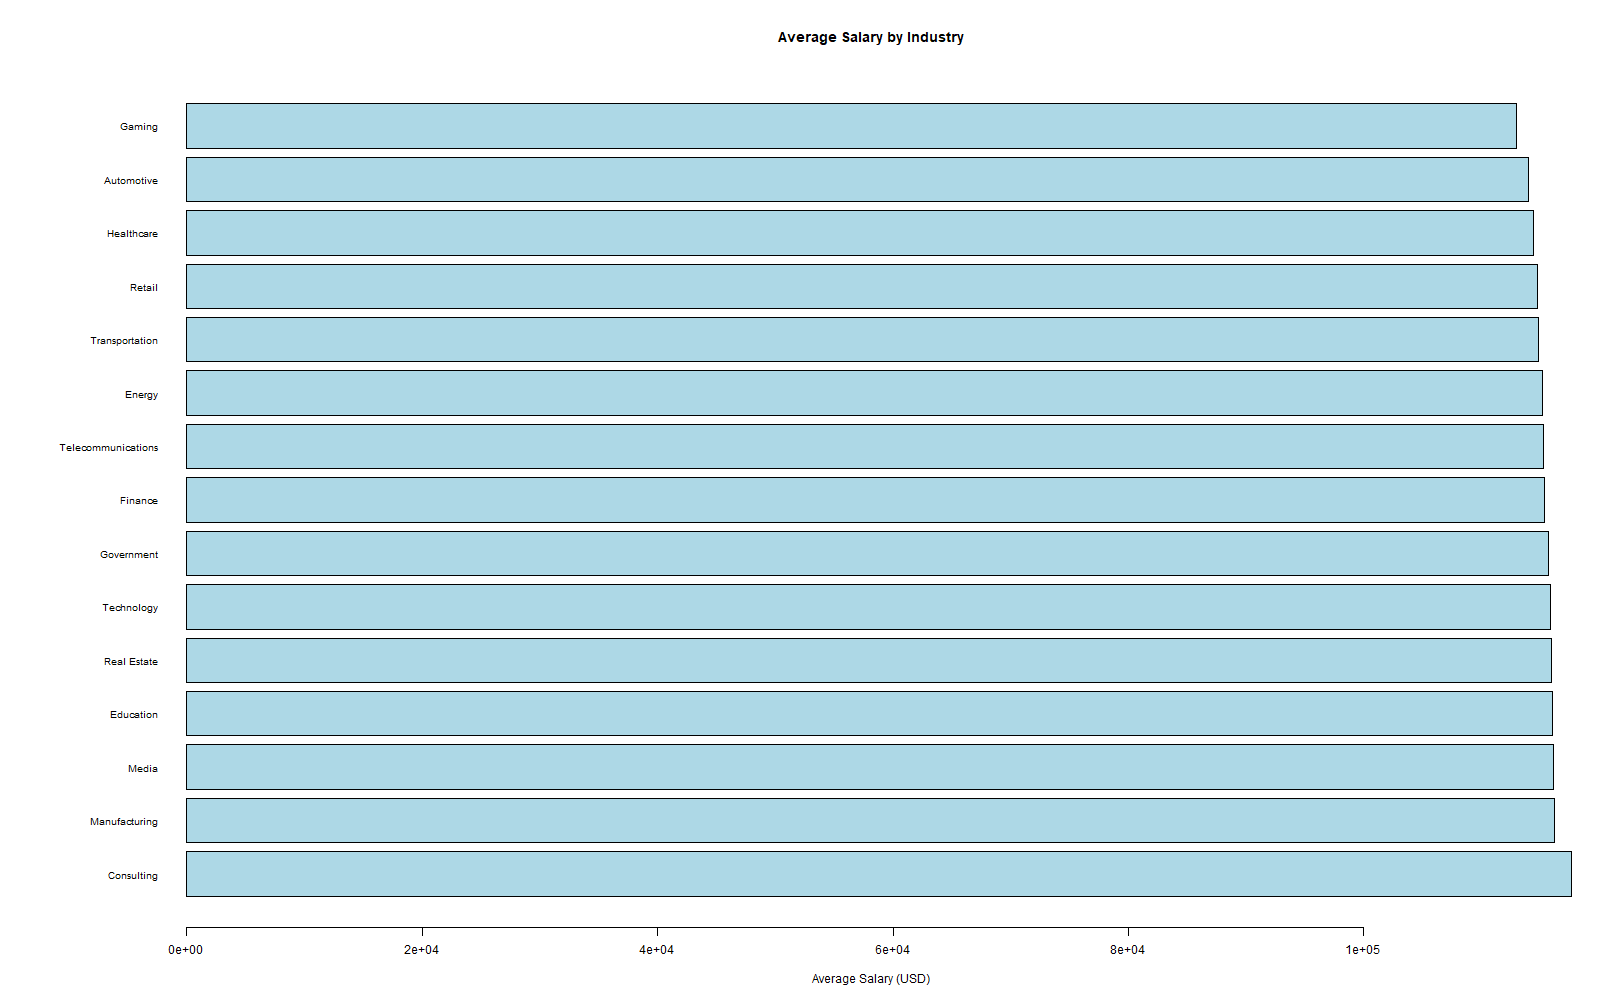 Average Salary by Industry
Gaming
Automotive
Healthcare
Retail
Transportation
Energy
Telecommunications
Finance
Government
Technology
Real Estate
Education
Media
Manufacturing
Consulting
0e+00 2e+04 4e+04 6e+04 8e+04 1e+05
Average Salary (USD)